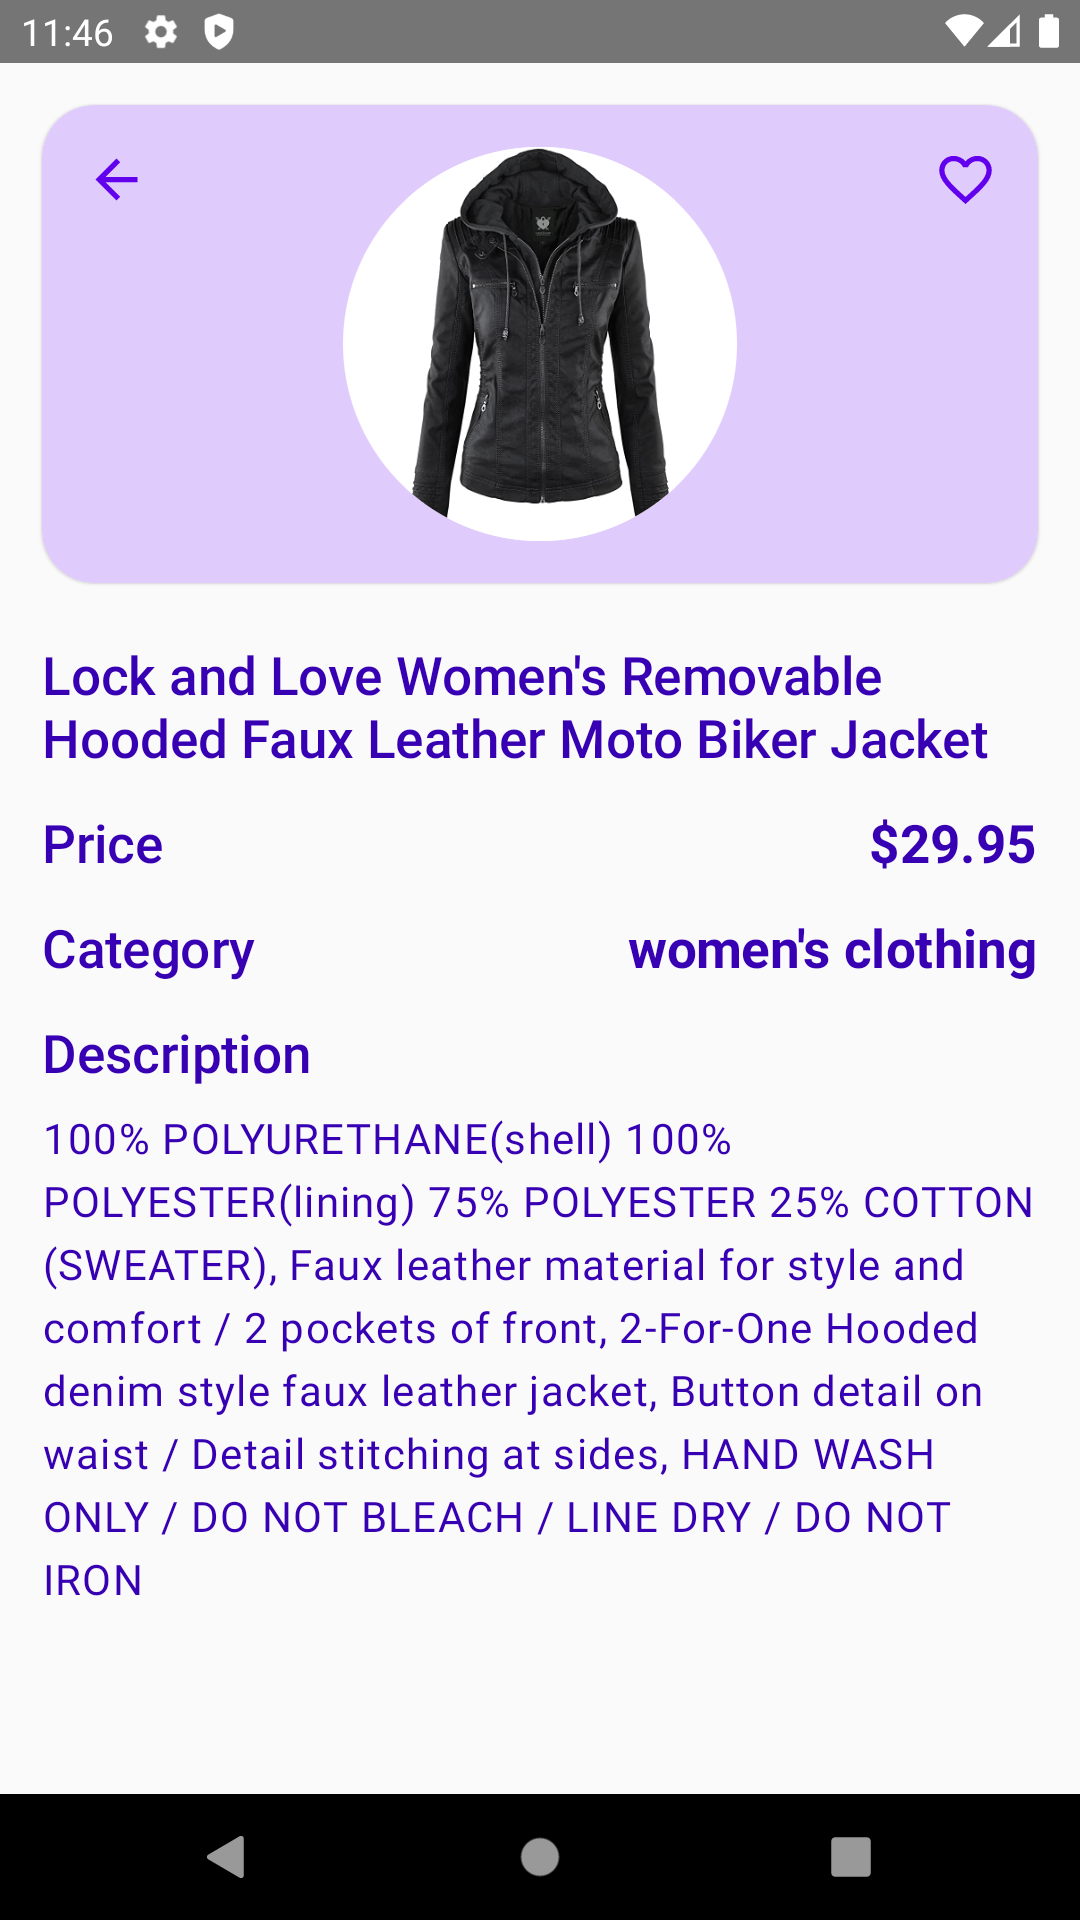 11:46
Lock and Love Women's Removable
Hooded Faux Leather Moto Biker Jacket
Price $29.95
Category women's clothing
Description
100% POLYURETHANE(shell) 100%
POLYESTER(lining) 75% POLYESTER 25% COTTON
(SWEATER), Faux leather material for style and
comfort / 2 pockets of front, 2-For-One Hooded
denim style faux leather jacket, Button detail on
waist / Detail stitching at sides, HAND WASH
ONLY / DO NOT BLEACH / LINE DRY / DO NOT
IRON